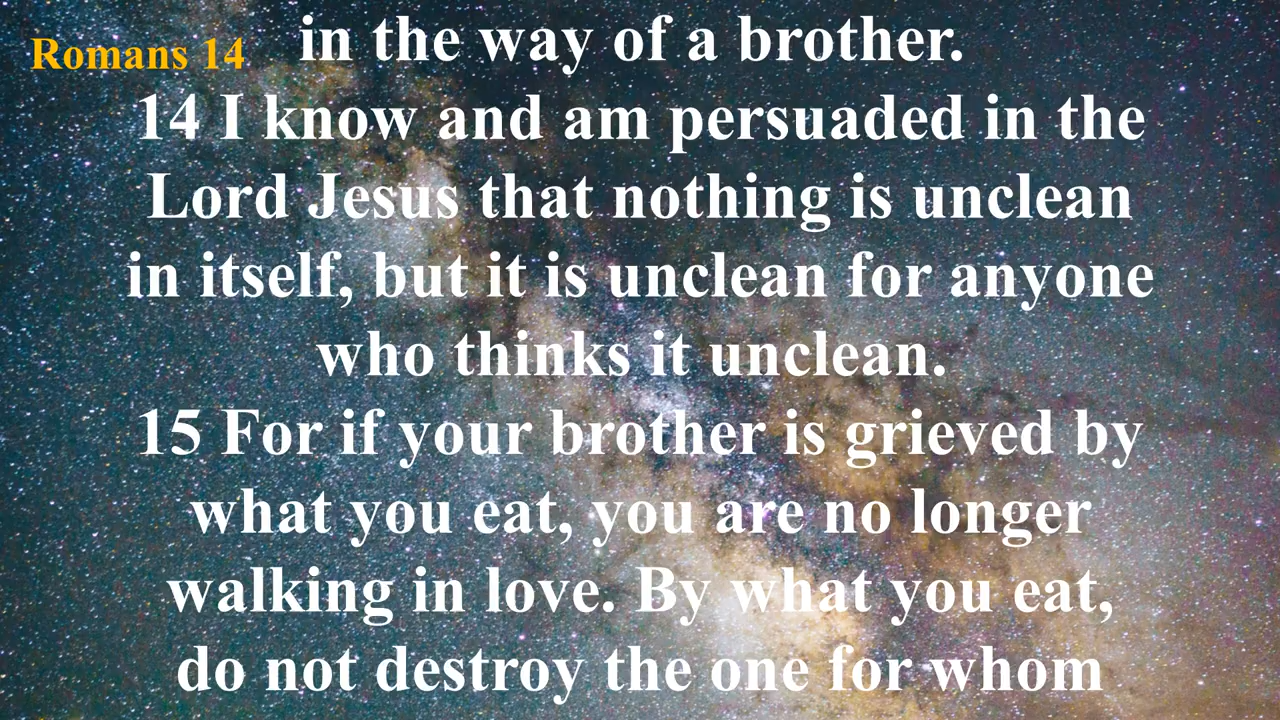 Romans 14
in the way of a brother.
14 I know and am persuaded in the
Lord Jesus that nothing is unclean
in itself, but it is unclean for anyone
who thinks it unclean.
15 For if your brother is grieved by
what you eat, you are no longer
walking in love. By what you eat,
do not destroy the one for whom